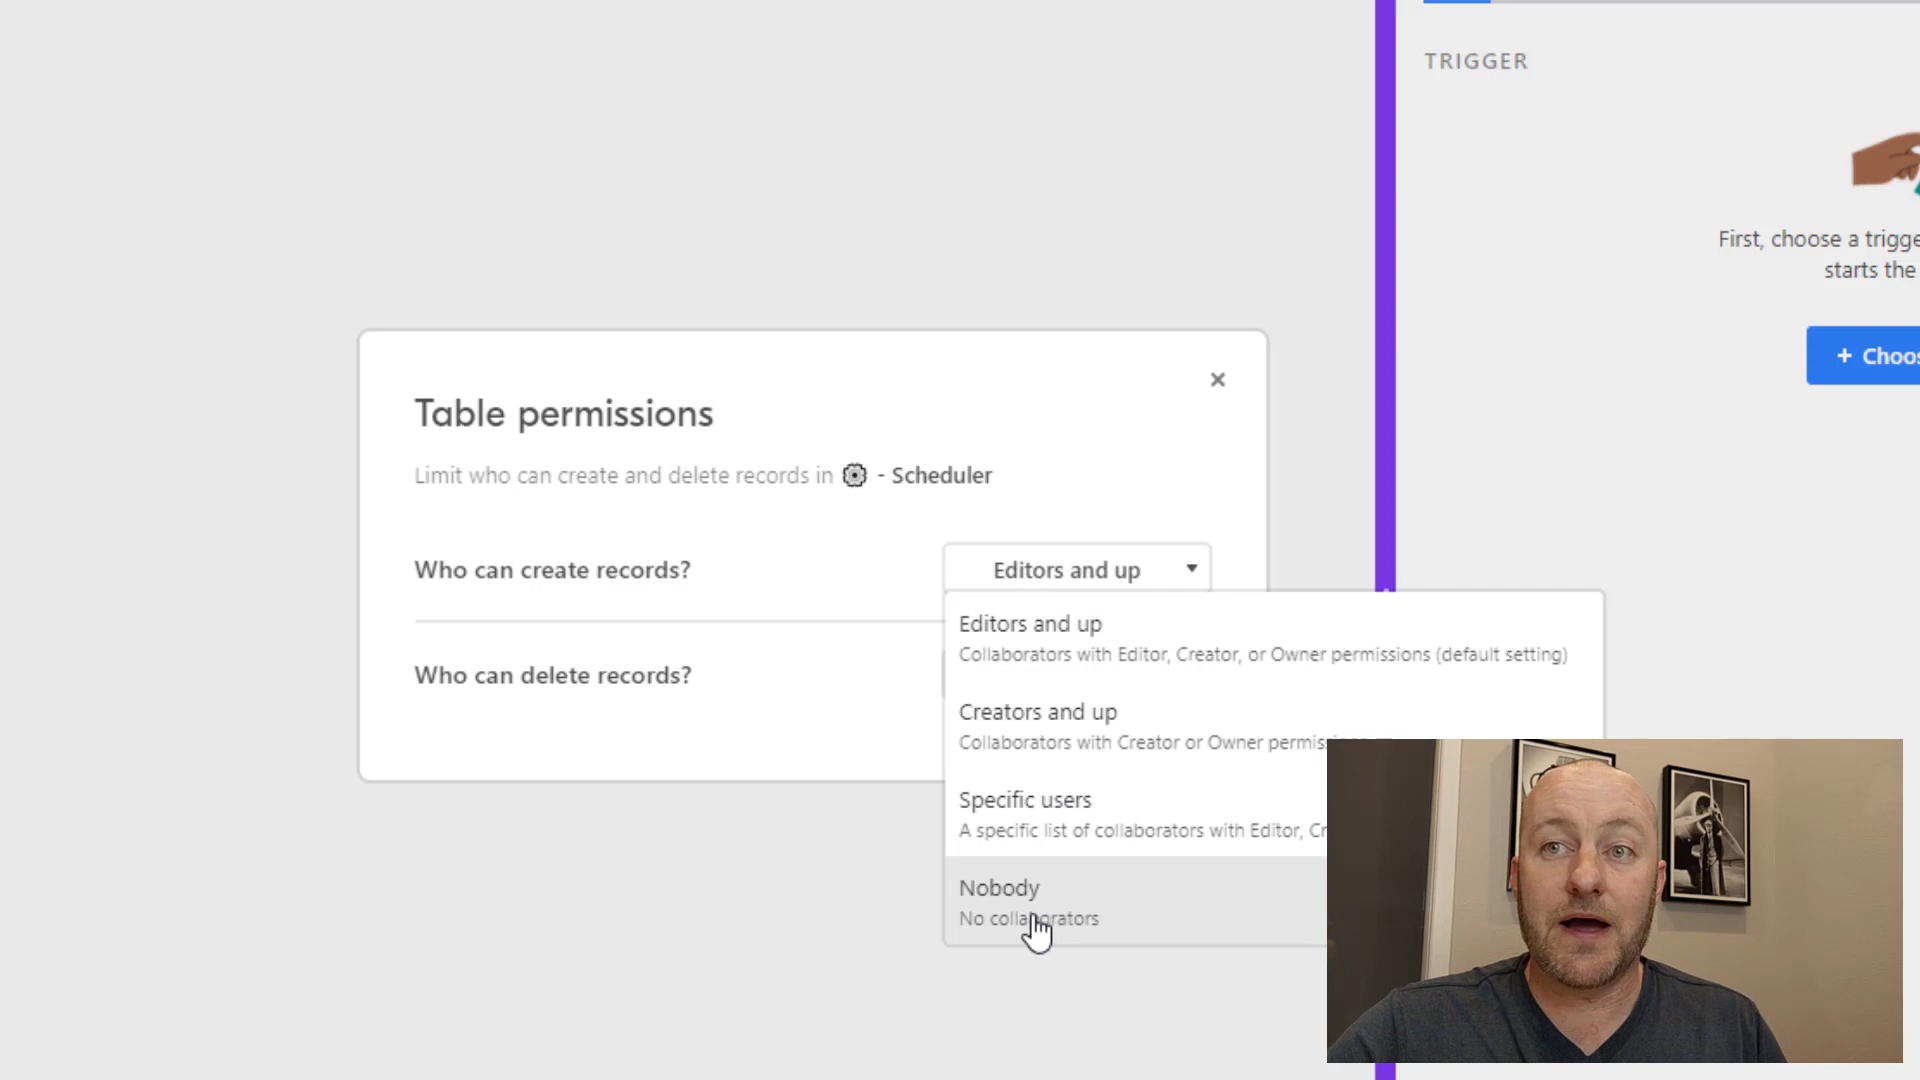 TRIGGER
First, choose a
starts the
+ Choos
×
Table permissions
Limit who can create and delete records in - Scheduler
Who can create records?
Editors and up
Who can delete records?
Editors and up
Collaborators with Editor, Creator, or Owner permissions (default setting)
Creators and up
Collaborators with Creator or Owner
Specific users
A specific list of collaborators with Editor,
Nobody
No collaborators